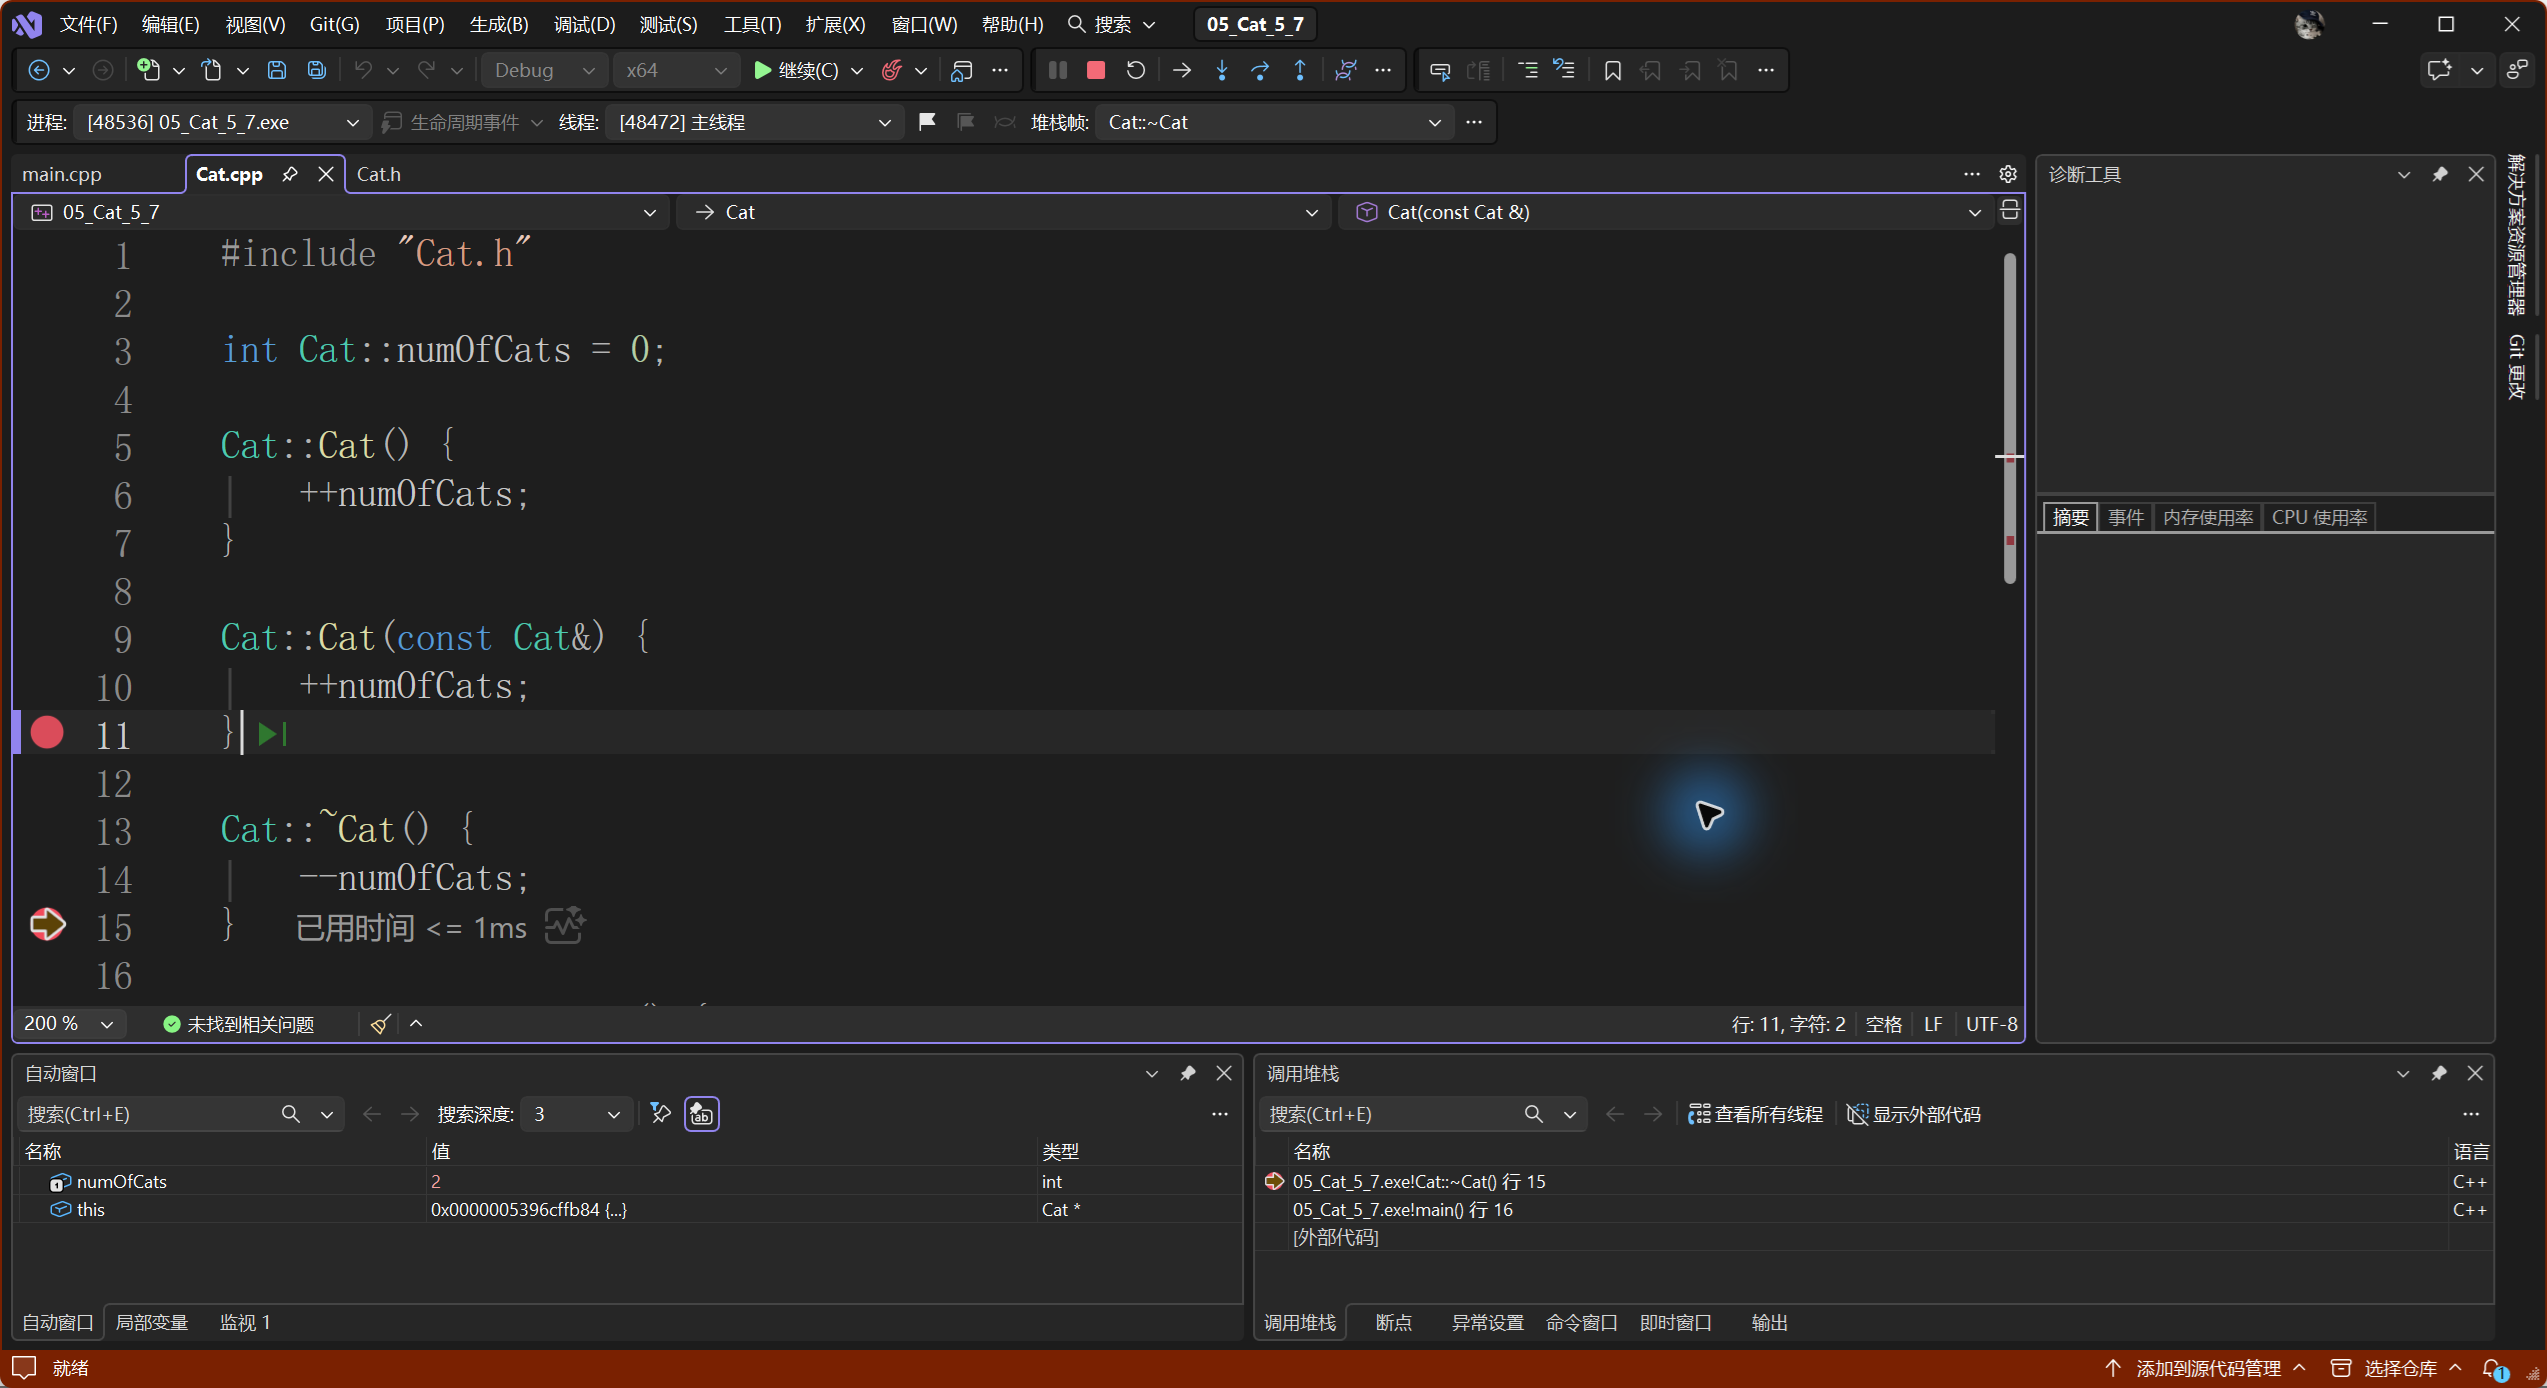 文件(F) 编辑(E) 视图(V) Git(G) 项目(P) 生成(B) 调试(D) 测试(S) 工具(T) 扩展(X) 窗口(W) 帮助(H) 搜索 05_Cat_5_7
Debug x64 继续(C)
进程: [48536] 05_Cat_5_7.exe 生命周期事件 线程: [48472] 主线程 堆栈帧: Cat::~Cat
main.cpp Cat.cpp Cat.h
05_Cat_5_7 Cat Cat(const Cat &)
1 #include "Cat.h"
2
3 int Cat::numOfCats = 0;
4
5 Cat::Cat() {
6 ++numOfCats;
7 }
8
9 Cat::Cat(const Cat&) {
10 ++numOfCats;
11 }
12
13 Cat::~Cat() {
14 --numOfCats;
15 } 已用时间 <= 1ms
16
200 % 未找到相关问题 行: 11, 字符: 2 空格 LF UTF-8
诊断工具
摘要 事件 内存使用率 CPU 使用率
解决方案资源管理器
Git 更改
自动窗口
搜索(Ctrl+E) 搜索深度: 3
名称 值 类型
numOfCats 2 int
this 0x0000005396cffb84 {...} Cat *
自动窗口 局部变量 监视 1
调用堆栈
搜索(Ctrl+E) 查看所有线程 显示外部代码
名称 语言
05_Cat_5_7.exe!Cat::~Cat() 行 15 C++
05_Cat_5_7.exe!main() 行 16 C++
[外部代码]
调用堆栈 断点 异常设置 命令窗口 即时窗口 输出
就绪 添加到源代码管理 选择仓库 1